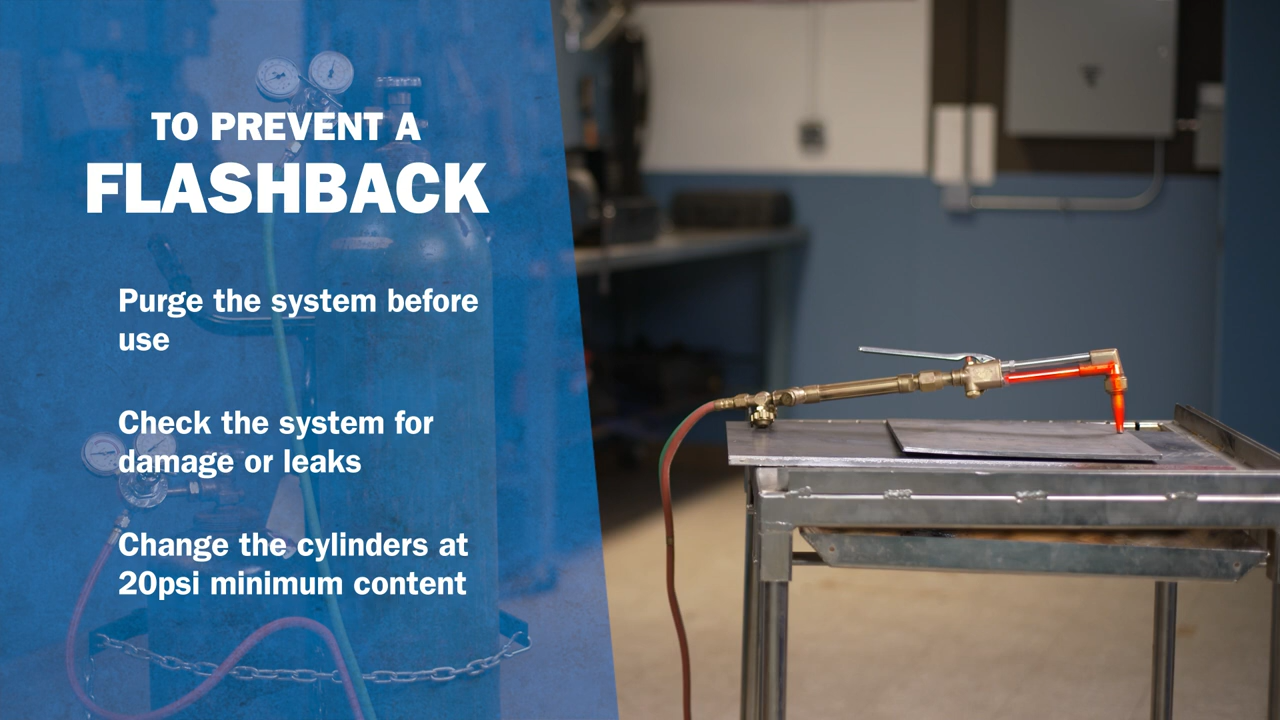 TO PREVENT A
FLASHBACK
Purge the system before
use
Check the system for
damage or leaks
Change the cylinders at
20psi minimum content